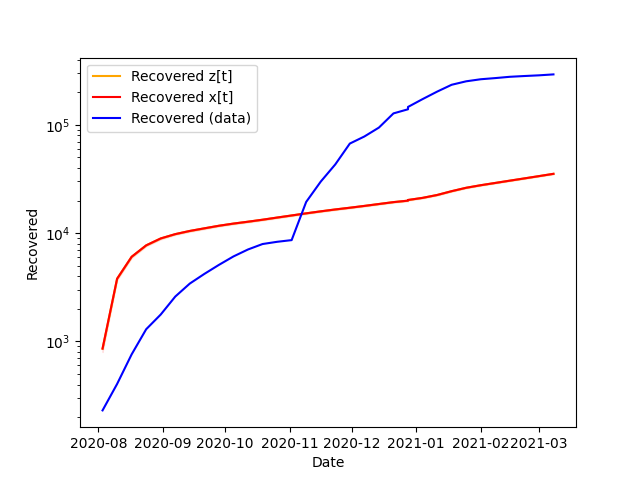 Recovered z[t]
Recovered x[t]
Recovered (data)
10^5
10^4
10^3
Recovered
2020-08 2020-09 2020-10 2020-11 2020-12 2021-01 2021-02 2021-03
Date